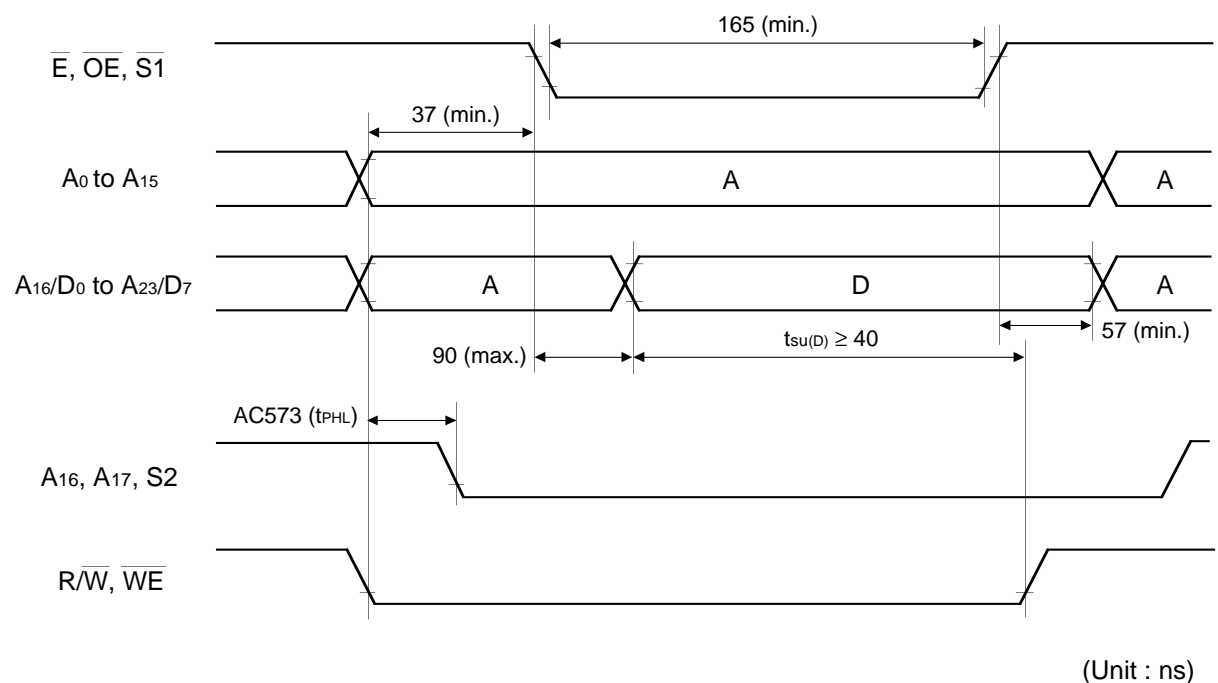 165 (min.)
E, OE, S1
37 (min.)
A0 to A15
A
A
A16/D0 to A23/D7
A
D
A
90 (max.)
tsu(D) ≥ 40
57 (min.)
AC573 (tPHL)
A16, A17, S2
R/W, WE
(Unit : ns)